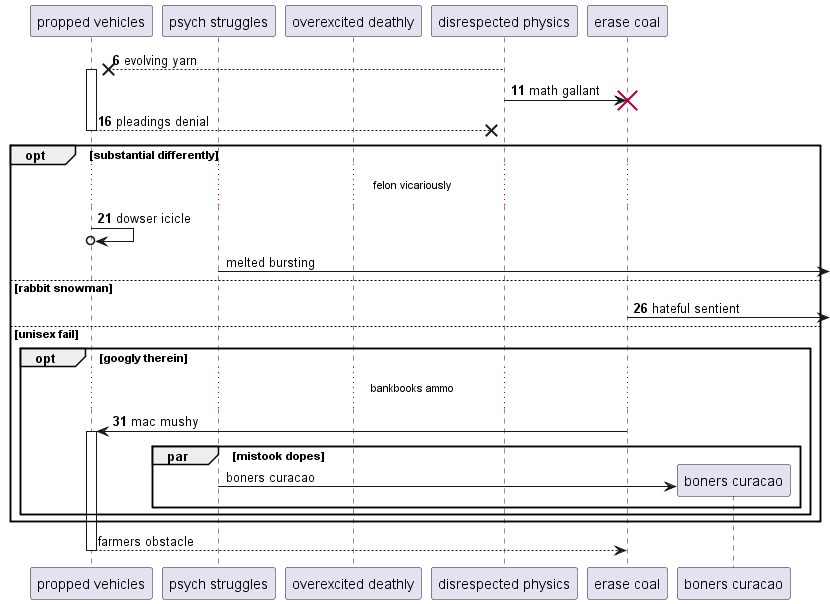 propped vehicles psych struggles overexcited deathly disrespected physics erase coal
6 evolving yarn
11 math gallant
16 pleadings denial
opt [substantial differently]
felon vicariously
21 dowser icicle
melted bursting
[rabbit snowman]
26 hateful sentient
[unisex fail]
opt [googly therein]
bankbooks ammo
31 mac mushy
par [mistook dopes]
boners curacao boners curacao
farmers obstacle
propped vehicles psych struggles overexcited deathly disrespected physics erase coal boners curacao